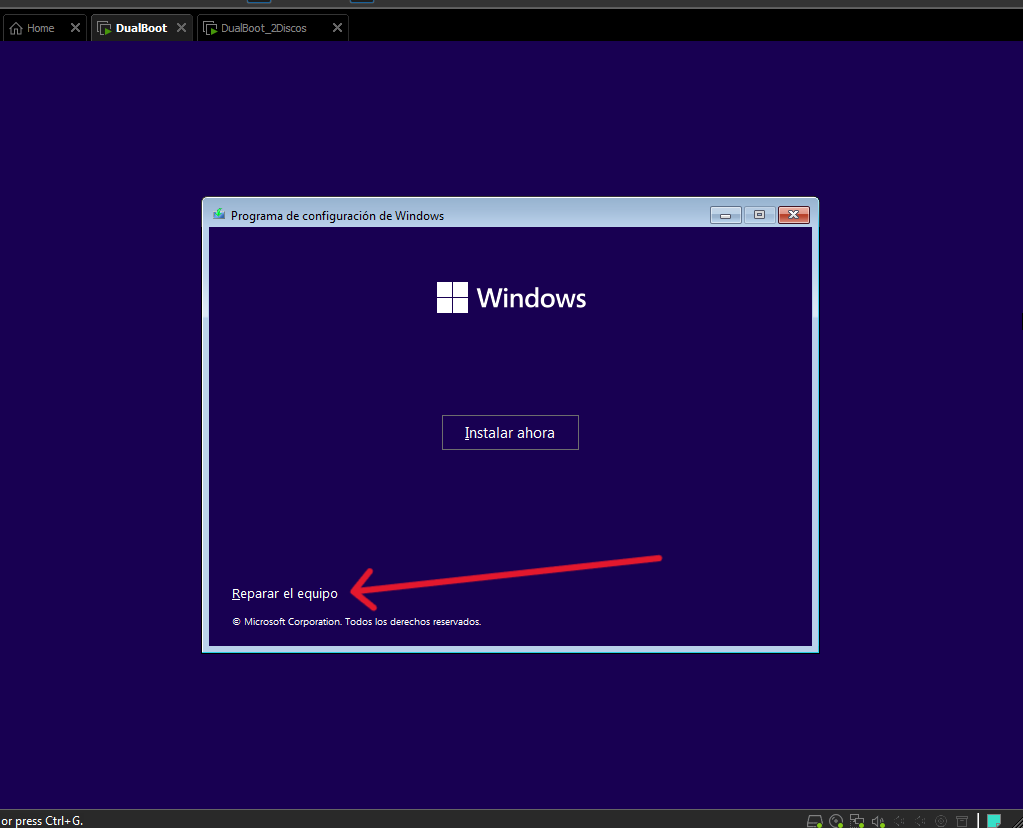 Home
DualBoot
DualBoot_2Discos
Programa de configuración de Windows
Windows
Instalar ahora
Reparar el equipo
© Microsoft Corporation. Todos los derechos reservados.
or press Ctrl+G.